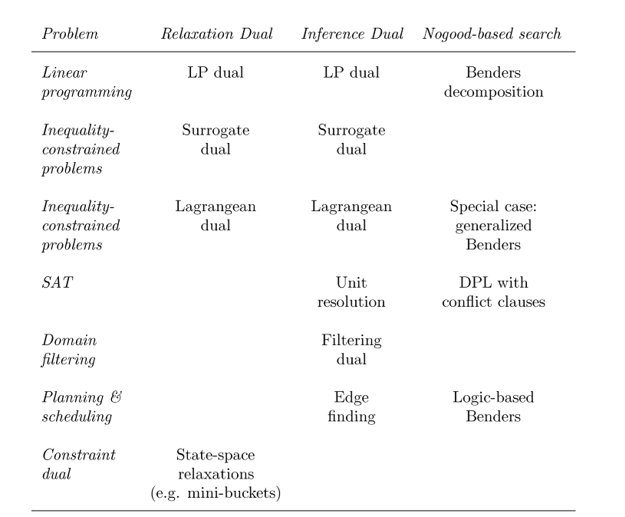 Problem Relaxation Dual Inference Dual Nogood-based search
Linear LP dual LP dual Benders
programming decomposition
Inequality- Surrogate Surrogate
constrained dual dual
problems
Inequality- Lagrangean Lagrangean Special case:
constrained dual dual generalized
problems Benders
SAT Unit DPL with
resolution conflict clauses
Domain Filtering
filtering dual
Planning & Edge Logic-based
scheduling finding Benders
Constraint State-space
dual relaxations
(e.g. mini-buckets)